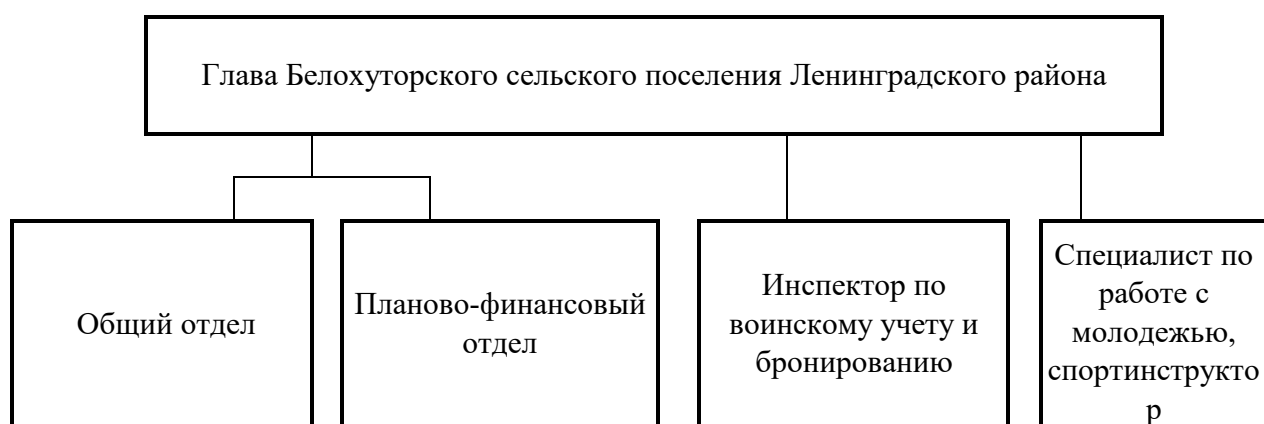 Глава Белохуторского сельского поселения Ленинградского района
Общий отдел
Планово-финансовый
отдел
Инспектор по
воинскому учету и
бронированию
Специалист по
работе с
молодежью,
спортинструкто
р